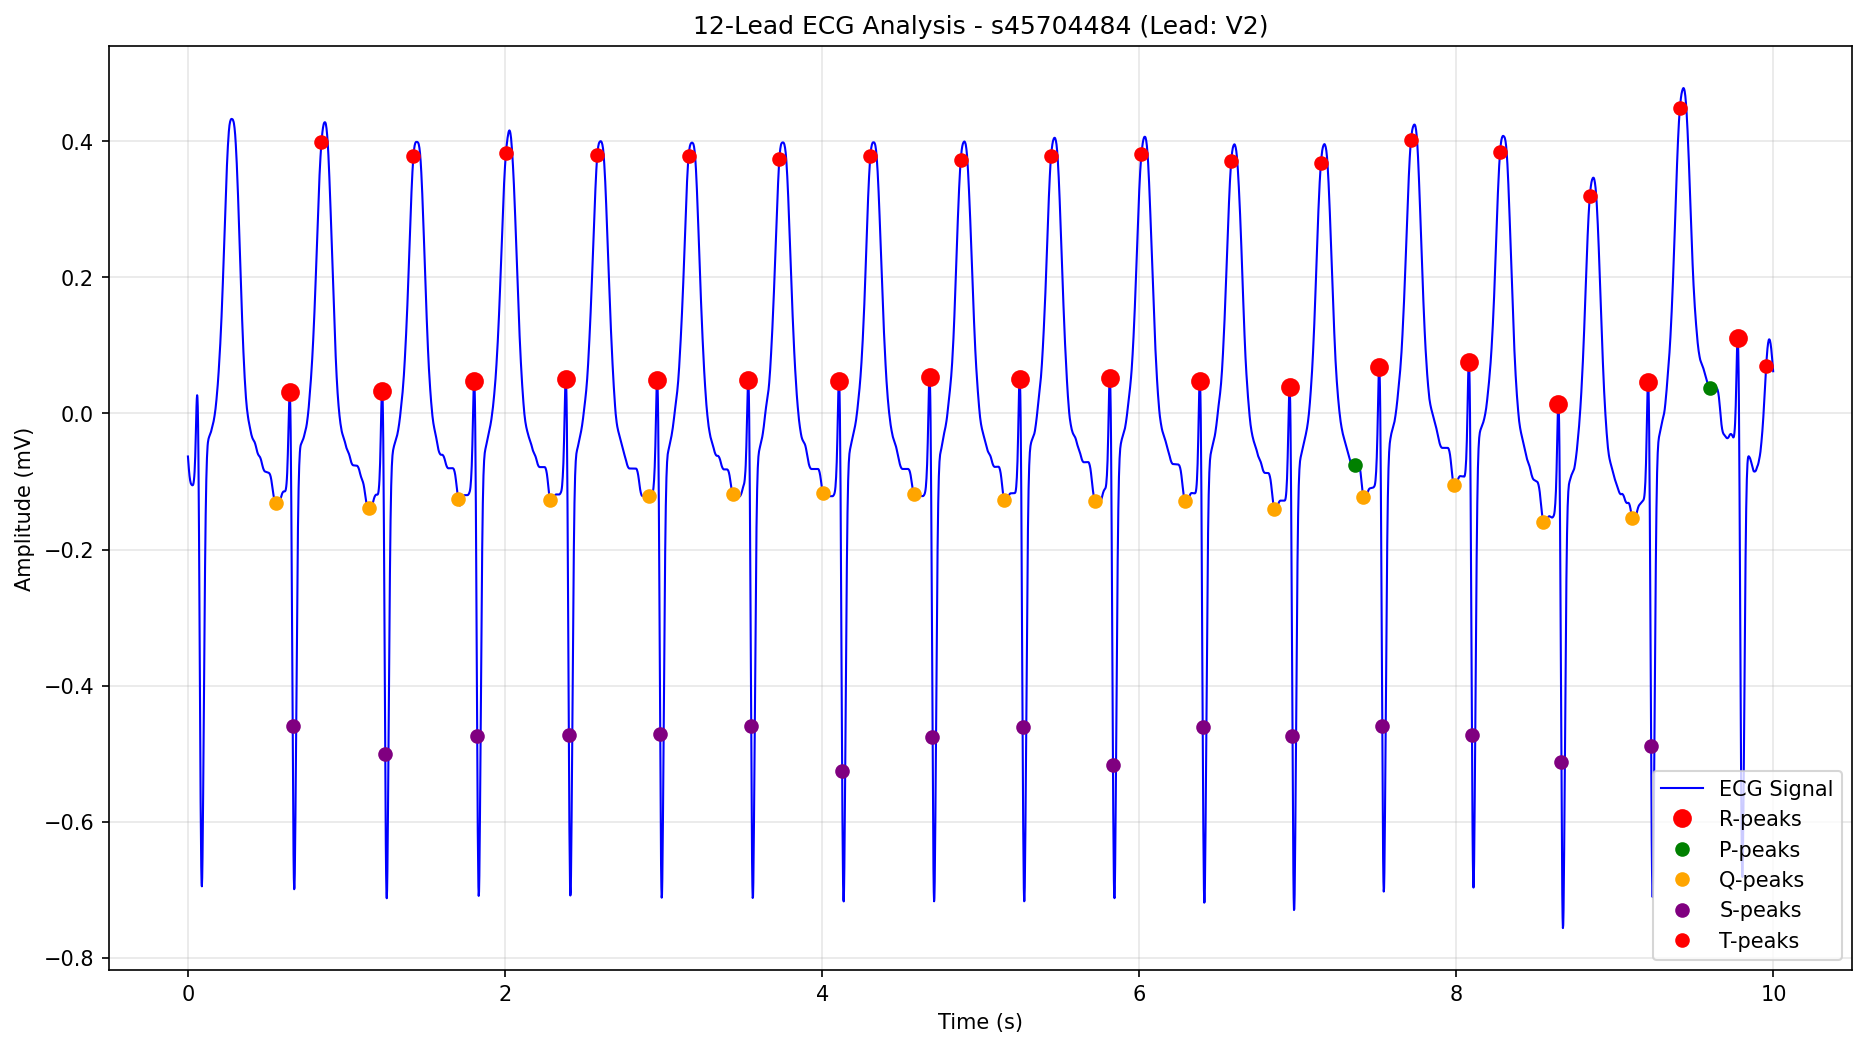 12-Lead ECG Analysis - s45704484 (Lead: V2)
Amplitude (mV)
0.4
0.2
0.0
−0.2
−0.4
−0.6
−0.8
0 2 4 6 8 10
Time (s)
ECG Signal
R-peaks
P-peaks
Q-peaks
S-peaks
T-peaks